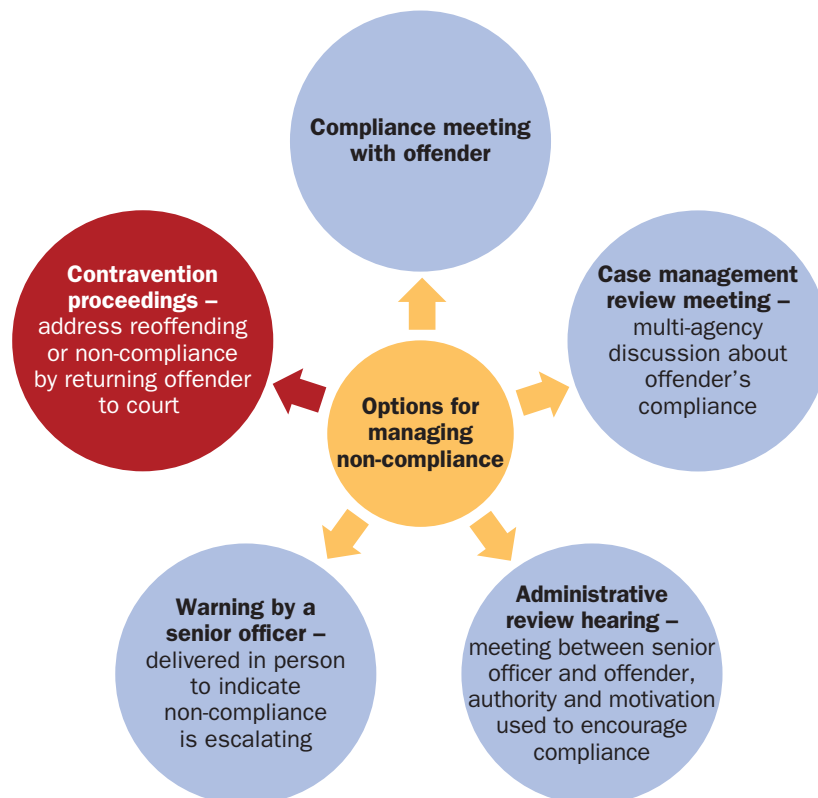 Compliance meeting
with offender
Contravention
proceedings –
address reoffending
or non-compliance
by returning offender
to court
Case management
review meeting –
multi-agency
discussion about
offender’s
compliance
Options for
managing
non-compliance
Warning by a
senior officer –
delivered in person
to indicate
non-compliance
is escalating
Administrative
review hearing –
meeting between senior
officer and offender,
authority and motivation
used to encourage
compliance